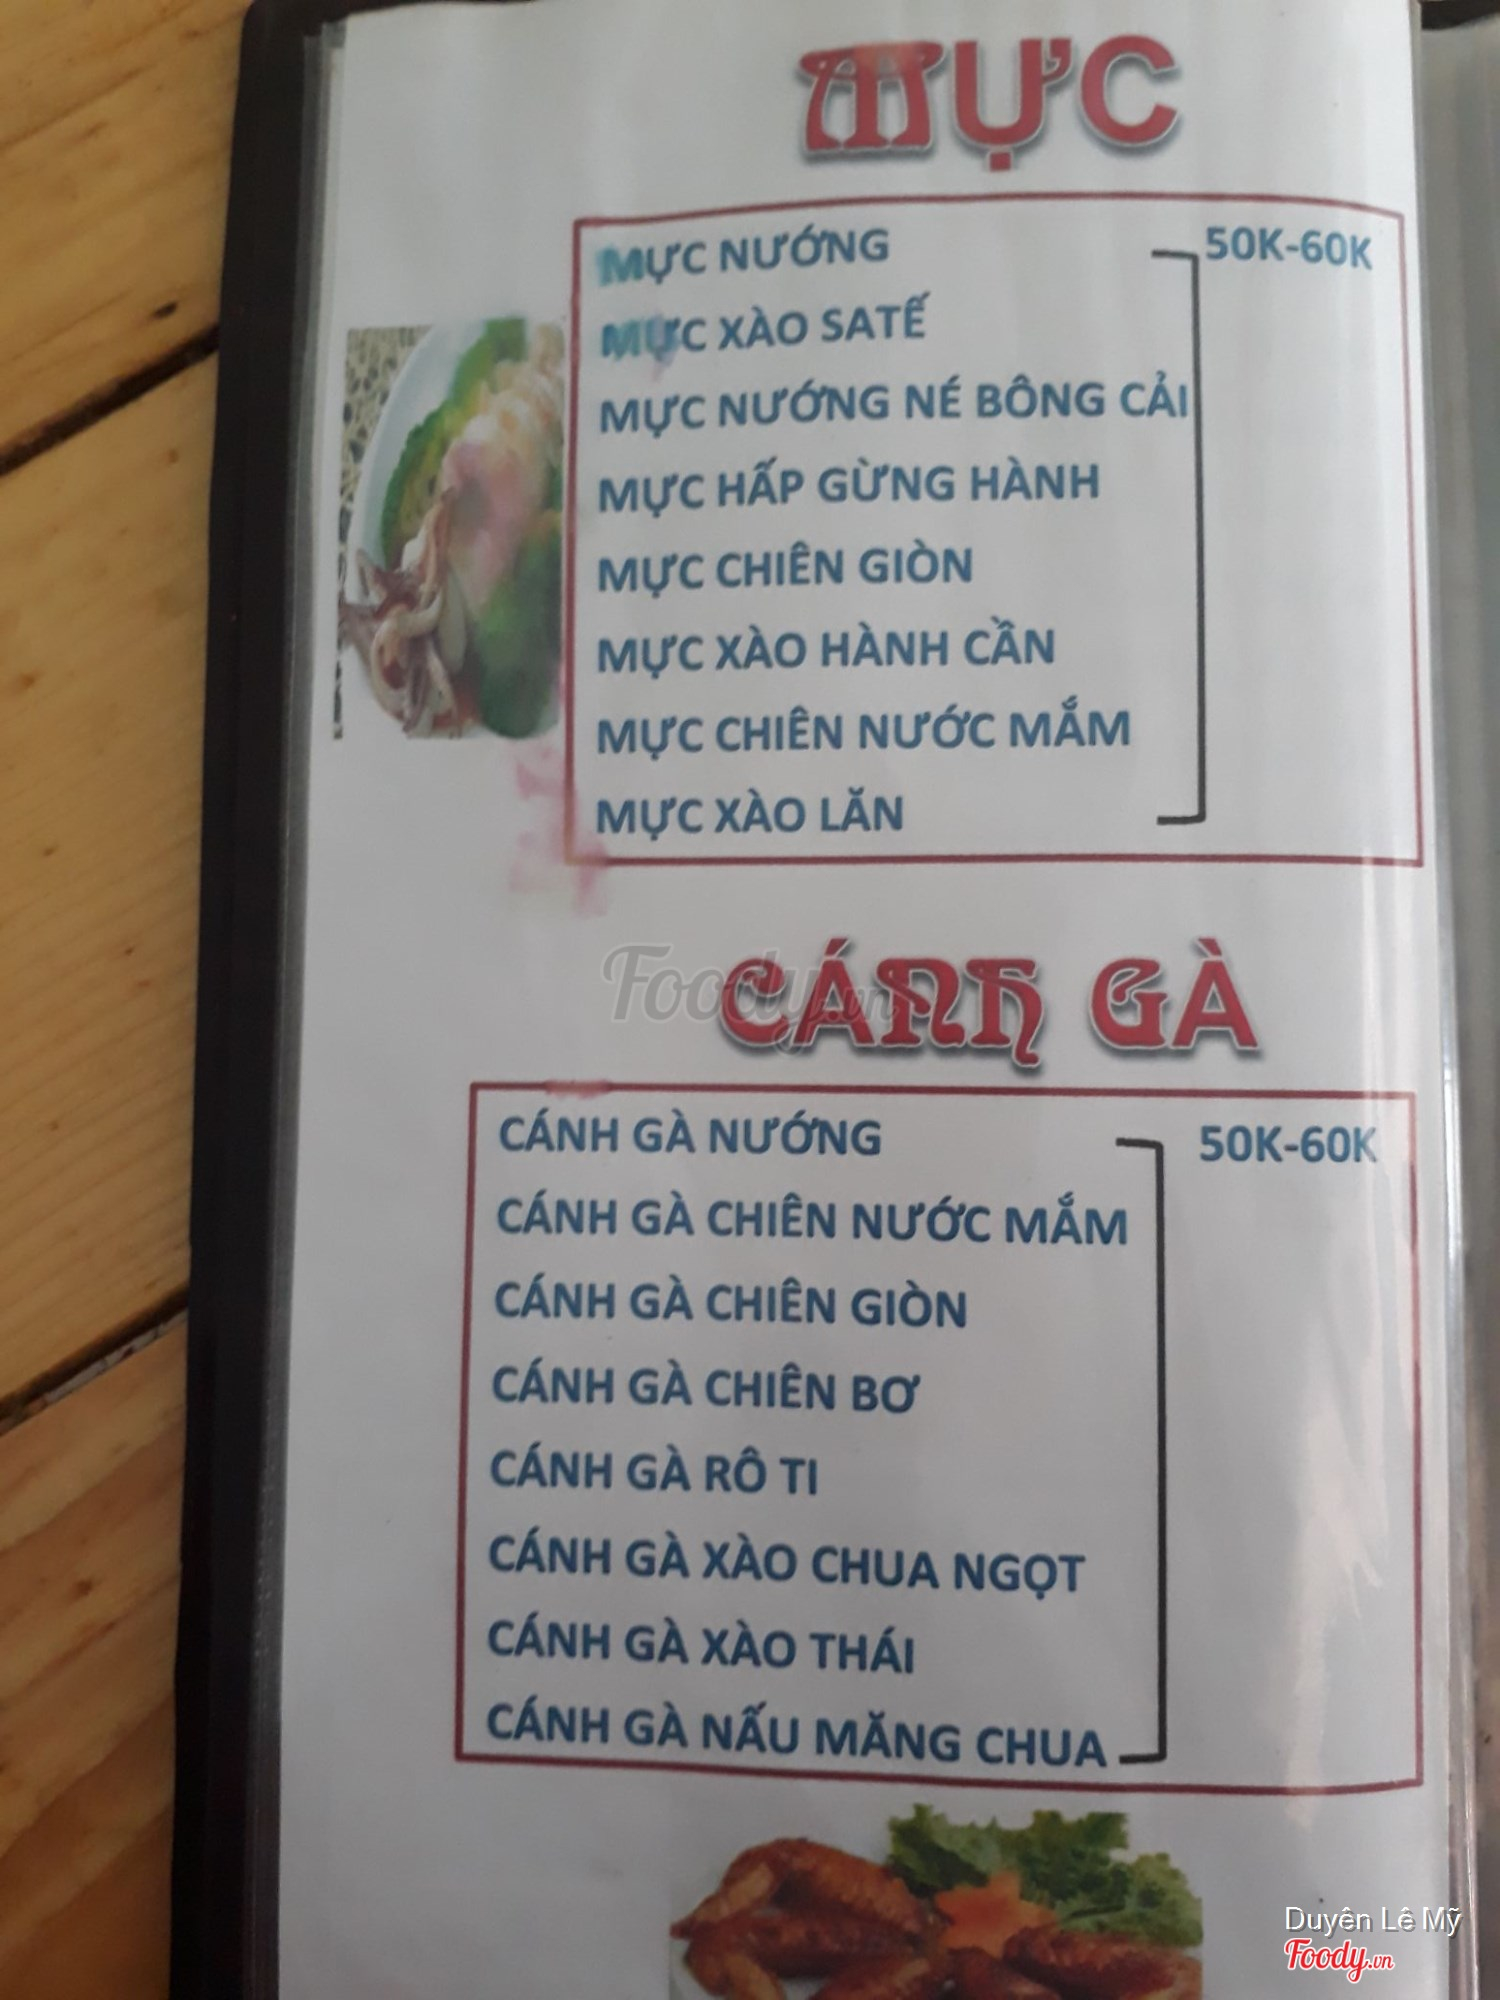 MỰC
MỰC NƯỚNG 50K-60K
MỰC XÀO SATẾ
MỰC NƯỚNG NÉ BÔNG CẢI
MỰC HẤP GỪNG HÀNH
MỰC CHIÊN GIÒN
MỰC XÀO HÀNH CẦN
MỰC CHIÊN NƯỚC MẮM
MỰC XÀO LĂN
Foody.vn
CÁNH GÀ
CÁNH GÀ NƯỚNG 50K-60K
CÁNH GÀ CHIÊN NƯỚC MẮM
CÁNH GÀ CHIÊN GIÒN
CÁNH GÀ CHIÊN BƠ
CÁNH GÀ RÔ TI
CÁNH GÀ XÀO CHUA NGỌT
CÁNH GÀ XÀO THÁI
CÁNH GÀ NẤU MĂNG CHUA
Duyên Lê Mỹ
Foody.vn